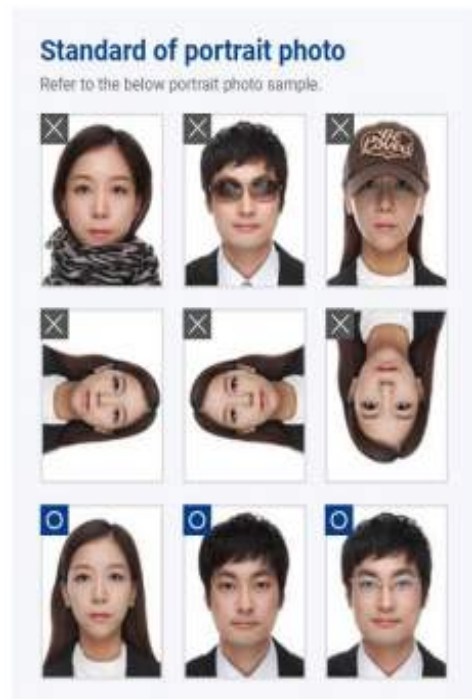 Standard of portrait photo
Refer to the below portrait photo sample.
X X X
X X X
O O O